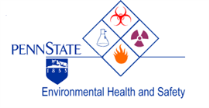 PENNSTATE
1855
Environmental Health and Safety